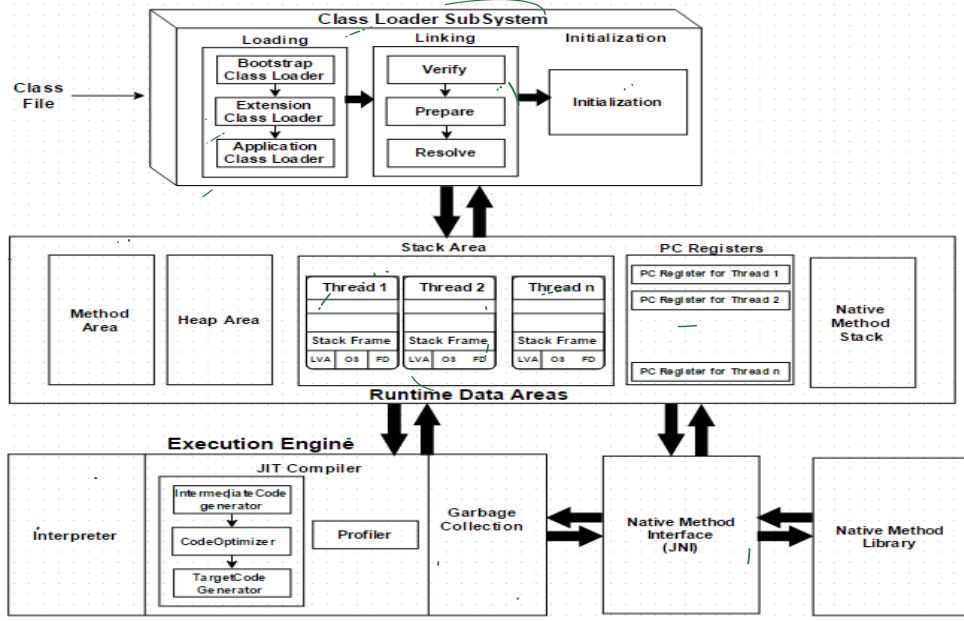 Class Loader SubSystem
Loading
Linking
Initialization
Class
File
Bootstrap
Class Loader
Extension
Class Loader
Application
Class Loader
Verify
Prepare
Resolve
Initialization
Stack Area
PC Registers
Method
Area
Heap Area
Thread 1
Stack Frame
LVA OS FD
Thread 2
Stack Frame
LVA OS FD
Thread n
Stack Frame
LVA OS FD
PC Register for Thread 1
PC Register for Thread 2
PC Register for Thread n
Native
Method
Stack
Runtime Data Areas
Execution Engine
Interpreter
JIT Compiler
IntermediateCode
generator
CodeOptimizer
TargetCode
Generator
Profiler
Garbage
Collection
Native Method
Interface
(JNI)
Native Method
Library